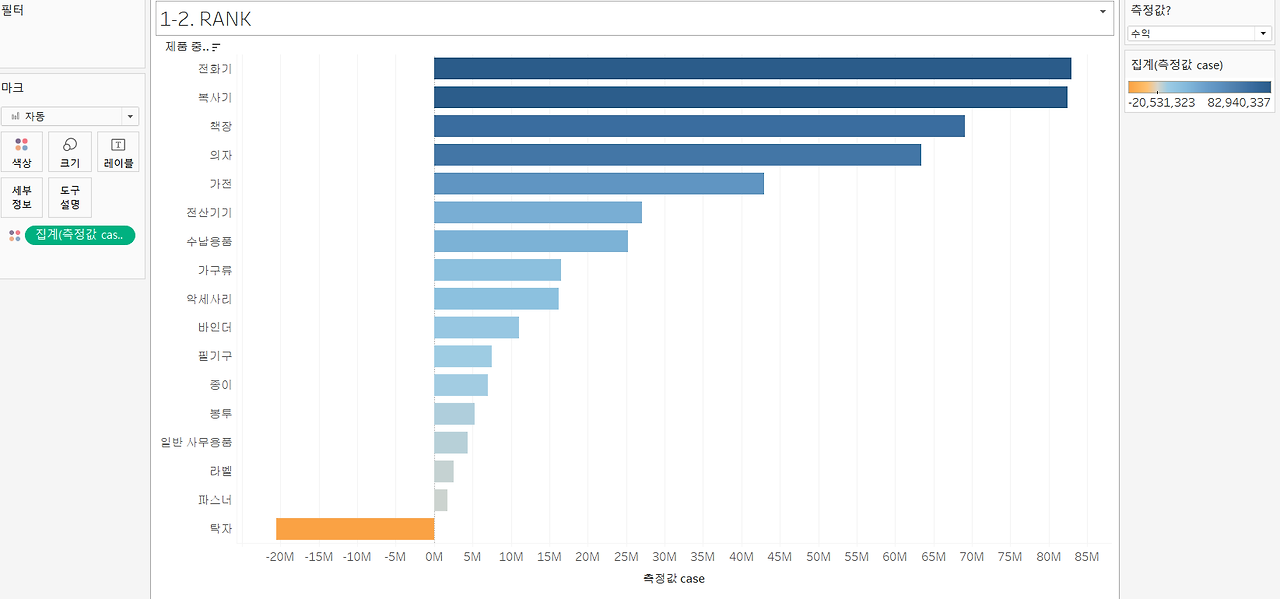 필터
마크
자동
색상
크기
레이블
세부
정보
도구
설명
집계(측정값 cas..
1-2. RANK
제품 중..
전화기
복사기
책장
의자
가전
전산기기
수납용품
가구류
악세사리
바인더
필기구
종이
봉투
일반 사무용품
라벨
파스너
탁자
-20M -15M -10M -5M 0M 5M 10M 15M 20M 25M 30M 35M 40M 45M 50M 55M 60M 65M 70M 75M 80M 85M
측정값 case
측정값?
수익
집계(측정값 case)
-20,531,323 82,940,337